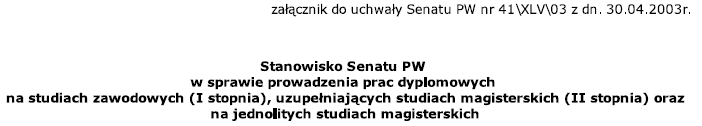 załącznik do uchwały Senatu PW nr 41\XLV\03 z dn. 30.04.2003r.
Stanowisko Senatu PW
w sprawie prowadzenia prac dyplomowych
na studiach zawodowych (I stopnia), uzupełniających studiach magisterskich (II stopnia) oraz
na jednolitych studiach magisterskich